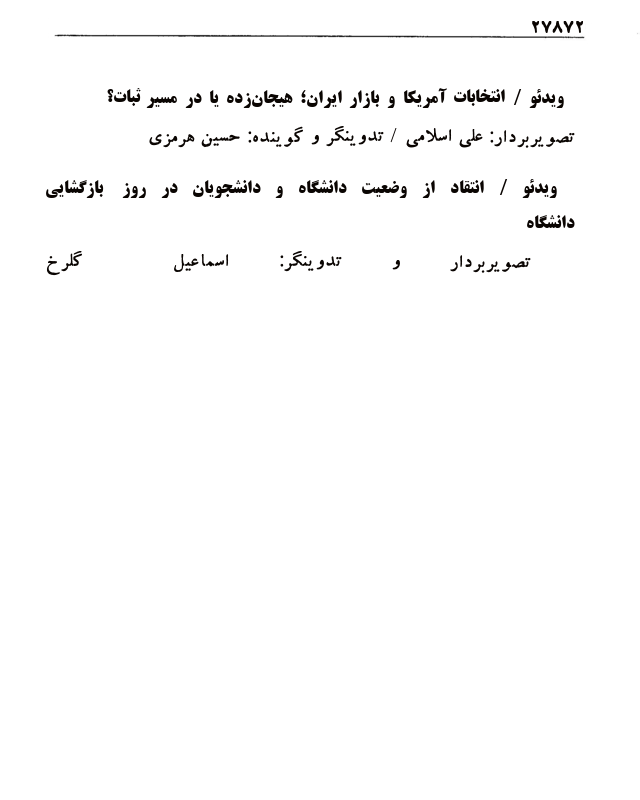 ۲۷۸۷۲
ویدئو / انتخابات آمریکا و بازار ایران؛ هیجان‌زده یا در مسیر ثبات؟
تصویربردار: علی اسلامی / تدوینگر و گوینده: حسین هرمزی
ویدئو / انتقاد از وضعیت دانشگاه و دانشجویان در روز بازگشایی
دانشگاه
تصویربردار و تدوینگر: اسماعیل گلرخ